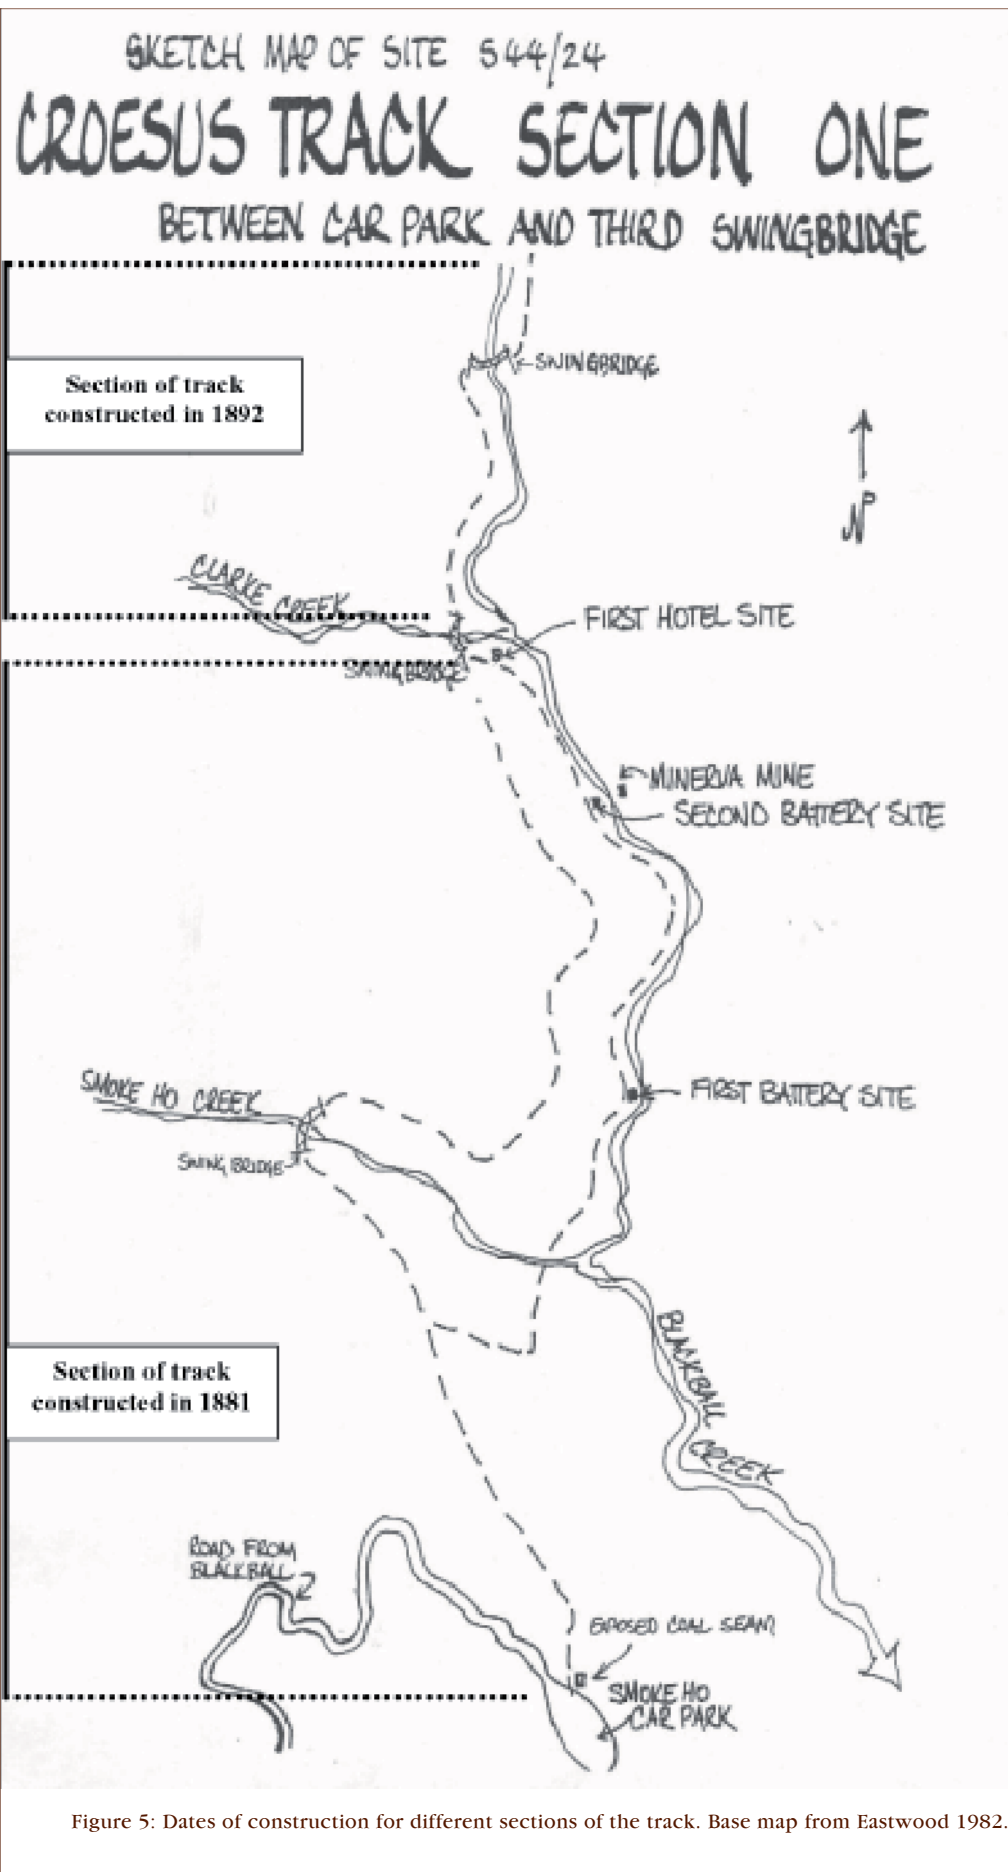 SKETCH MAP OF SITE S44/24
CROESUS TRACK SECTION ONE
BETWEEN CAR PARK AND THIRD SWINGBRIDGE
SWINGBRIDGE
Section of track
constructed in 1892
N
CLARKE CREEK
FIRST HOTEL SITE
SWINGBRIDGE
MINERVA MINE
SECOND BATTERY SITE
SMOKE HO CREEK
FIRST BATTERY SITE
SWING BRIDGE
BLACKBALL
CREEK
Section of track
constructed in 1881
ROAD FROM
BLACKBALL
EXPOSED COAL SEAM
SMOKE HO
CAR PARK
Figure 5: Dates of construction for different sections of the track. Base map from Eastwood 1982.